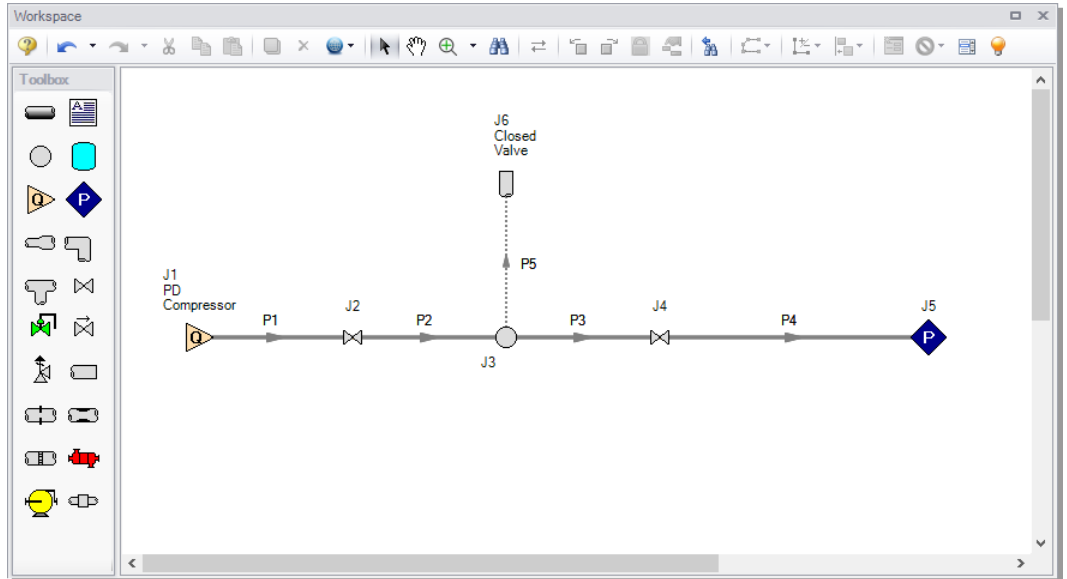 Workspace
Toolbox
A
Q
P
J6
Closed
Valve
P5
J1
PD
Compressor
P1
J2
P2
P3
J4
P4
J5
Q
P
J3